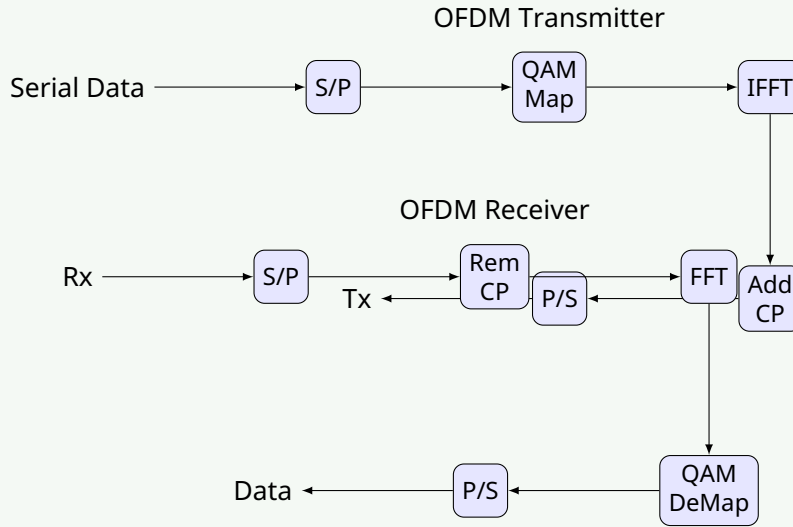 OFDM Transmitter
Serial Data
S/P
QAM
Map
IFFT
OFDM Receiver
Rx
S/P
Rem
CP
FFT
Tx
P/S
Add
CP
Data
P/S
QAM
DeMap